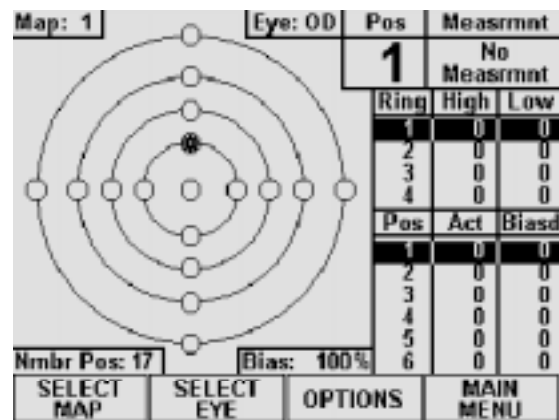 Map: 1
Eye: OD
Pos Measrmnt
1 No Measrmnt
Ring High Low
1 0 0
2 0 0
3 0 0
4 0 0
Pos Act Biasd
1 0 0
2 0 0
3 0 0
4 0 0
5 0 0
6 0 0
Nmbr Pos: 17
Bias: 100%
SELECT MAP
SELECT EYE
OPTIONS
MAIN MENU